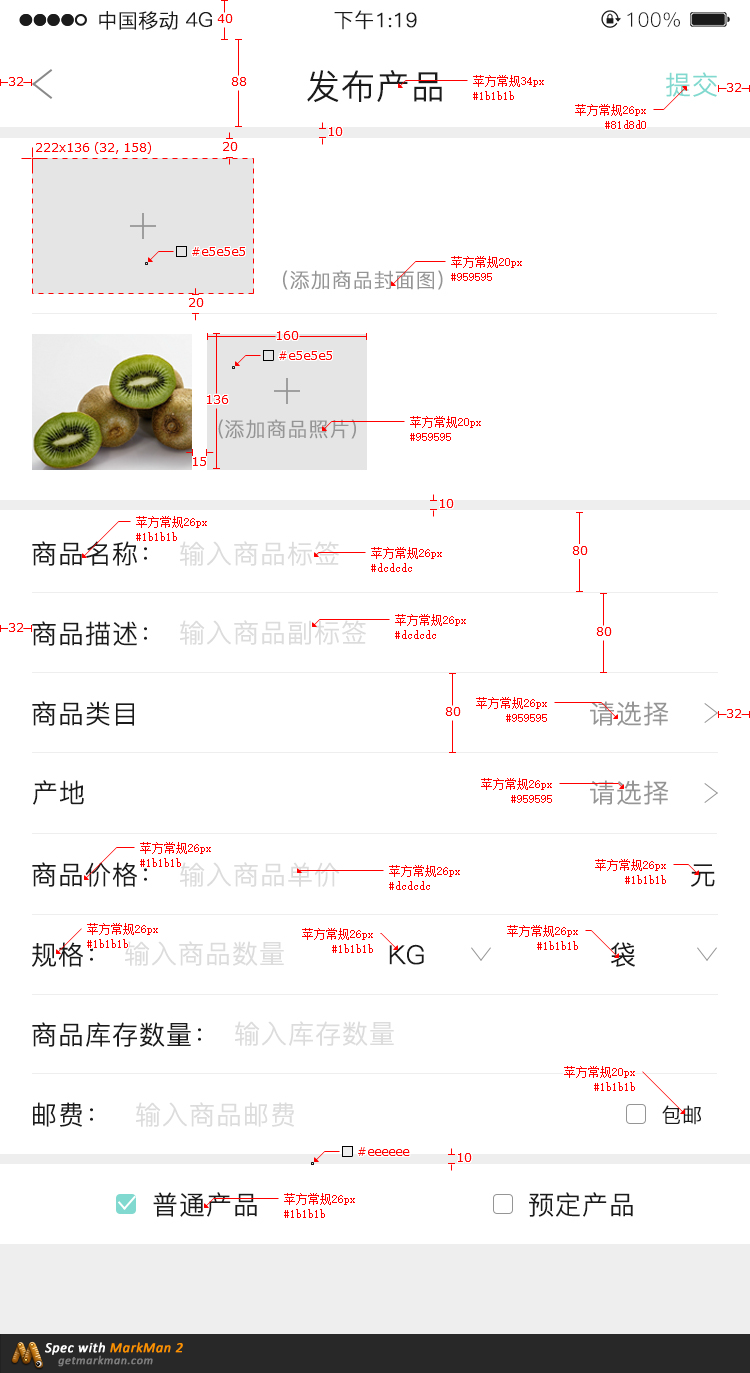 中国移动 4G 40 下午1:19 100%
32 88 发布产品 苹方常规34px 提交 32
#1b1b1b
苹方常规26px
#81d8d0
10
222x136 (32, 158) 20
#e5e5e5
苹方常规20px
(添加商品封面图) #959595
20
160
#e5e5e5
136
(添加商品照片) 苹方常规20px
#959595
15
10
苹方常规26px
#1b1b1b
商品名称: 输入商品标签 苹方常规26px 80
#dcdcdc
32 商品描述: 输入商品副标签 苹方常规26px 80
#dcdcdc
商品类目 80 苹方常规26px 请选择 32
#959595
产地 苹方常规26px 请选择
#959595
苹方常规26px
#1b1b1b
商品价格: 输入商品单价 苹方常规26px 苹方常规26px 元
#dcdcdc #1b1b1b
苹方常规26px 苹方常规26px 苹方常规26px
#1b1b1b #1b1b1b #1b1b1b
规格: 输入商品数量 KG 袋
商品库存数量: 输入库存数量
苹方常规20px
#1b1b1b
邮费: 输入商品邮费 包邮
#eeeeee 10
普通产品 苹方常规26px 预定产品
#1b1b1b
Spec with MarkMan 2
getmarkman.com